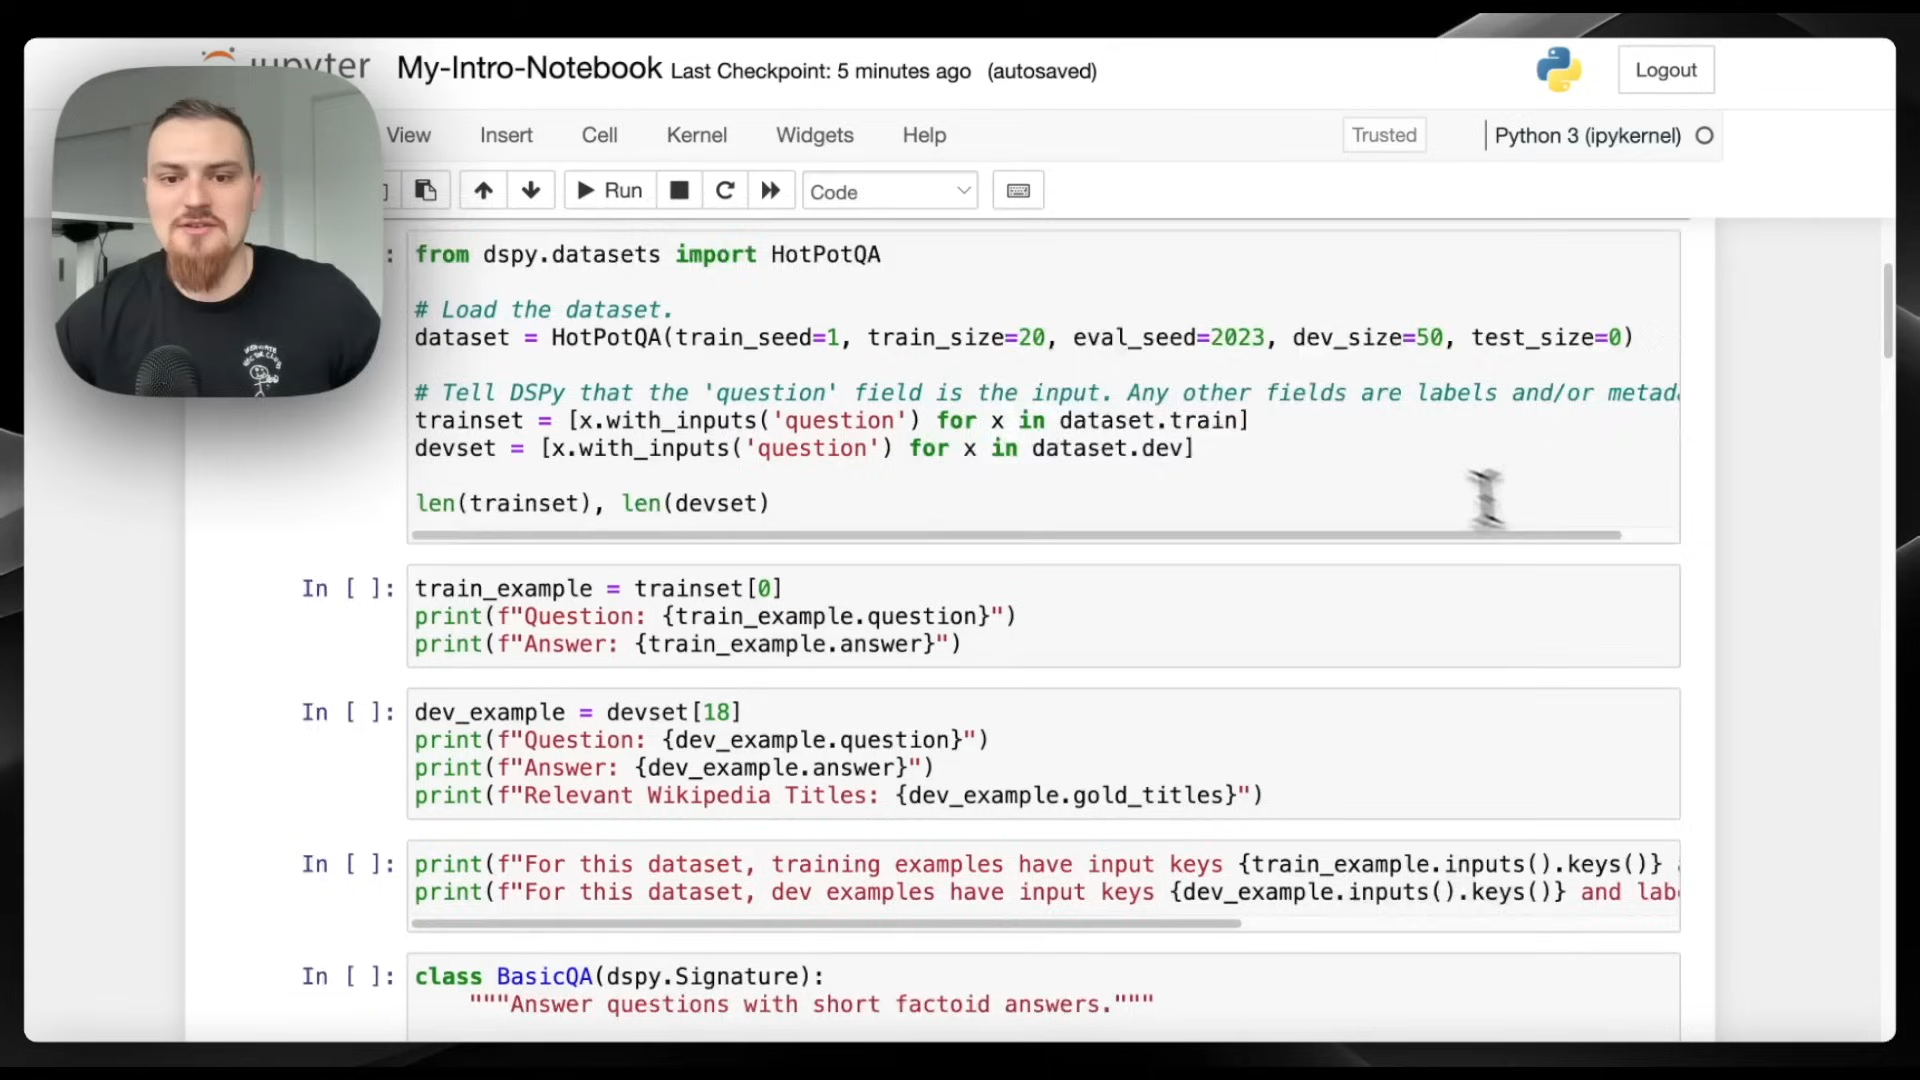 jupyter My-Intro-Notebook Last Checkpoint: 5 minutes ago (autosaved) Logout
View Insert Cell Kernel Widgets Help Trusted Python 3 (ipykernel)
Run Code
: from dspy.datasets import HotPotQA
# Load the dataset.
dataset = HotPotQA(train_seed=1, train_size=20, eval_seed=2023, dev_size=50, test_size=0)
# Tell DSPy that the 'question' field is the input. Any other fields are labels and/or metad
trainset = [x.with_inputs('question') for x in dataset.train]
devset = [x.with_inputs('question') for x in dataset.dev]
len(trainset), len(devset)
In [ ]: train_example = trainset[0]
print(f"Question: {train_example.question}")
print(f"Answer: {train_example.answer}")
In [ ]: dev_example = devset[18]
print(f"Question: {dev_example.question}")
print(f"Answer: {dev_example.answer}")
print(f"Relevant Wikipedia Titles: {dev_example.gold_titles}")
In [ ]: print(f"For this dataset, training examples have input keys {train_example.inputs().keys()}
print(f"For this dataset, dev examples have input keys {dev_example.inputs().keys()} and lab
In [ ]: class BasicQA(dspy.Signature):
"""Answer questions with short factoid answers."""